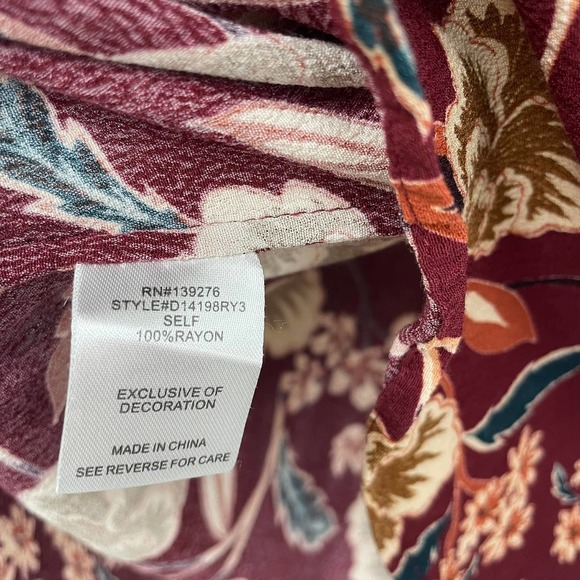 RN#139276
STYLE#D14198RY3
SELF
100%RAYON
EXCLUSIVE OF
DECORATION
MADE IN CHINA
SEE REVERSE FOR CARE